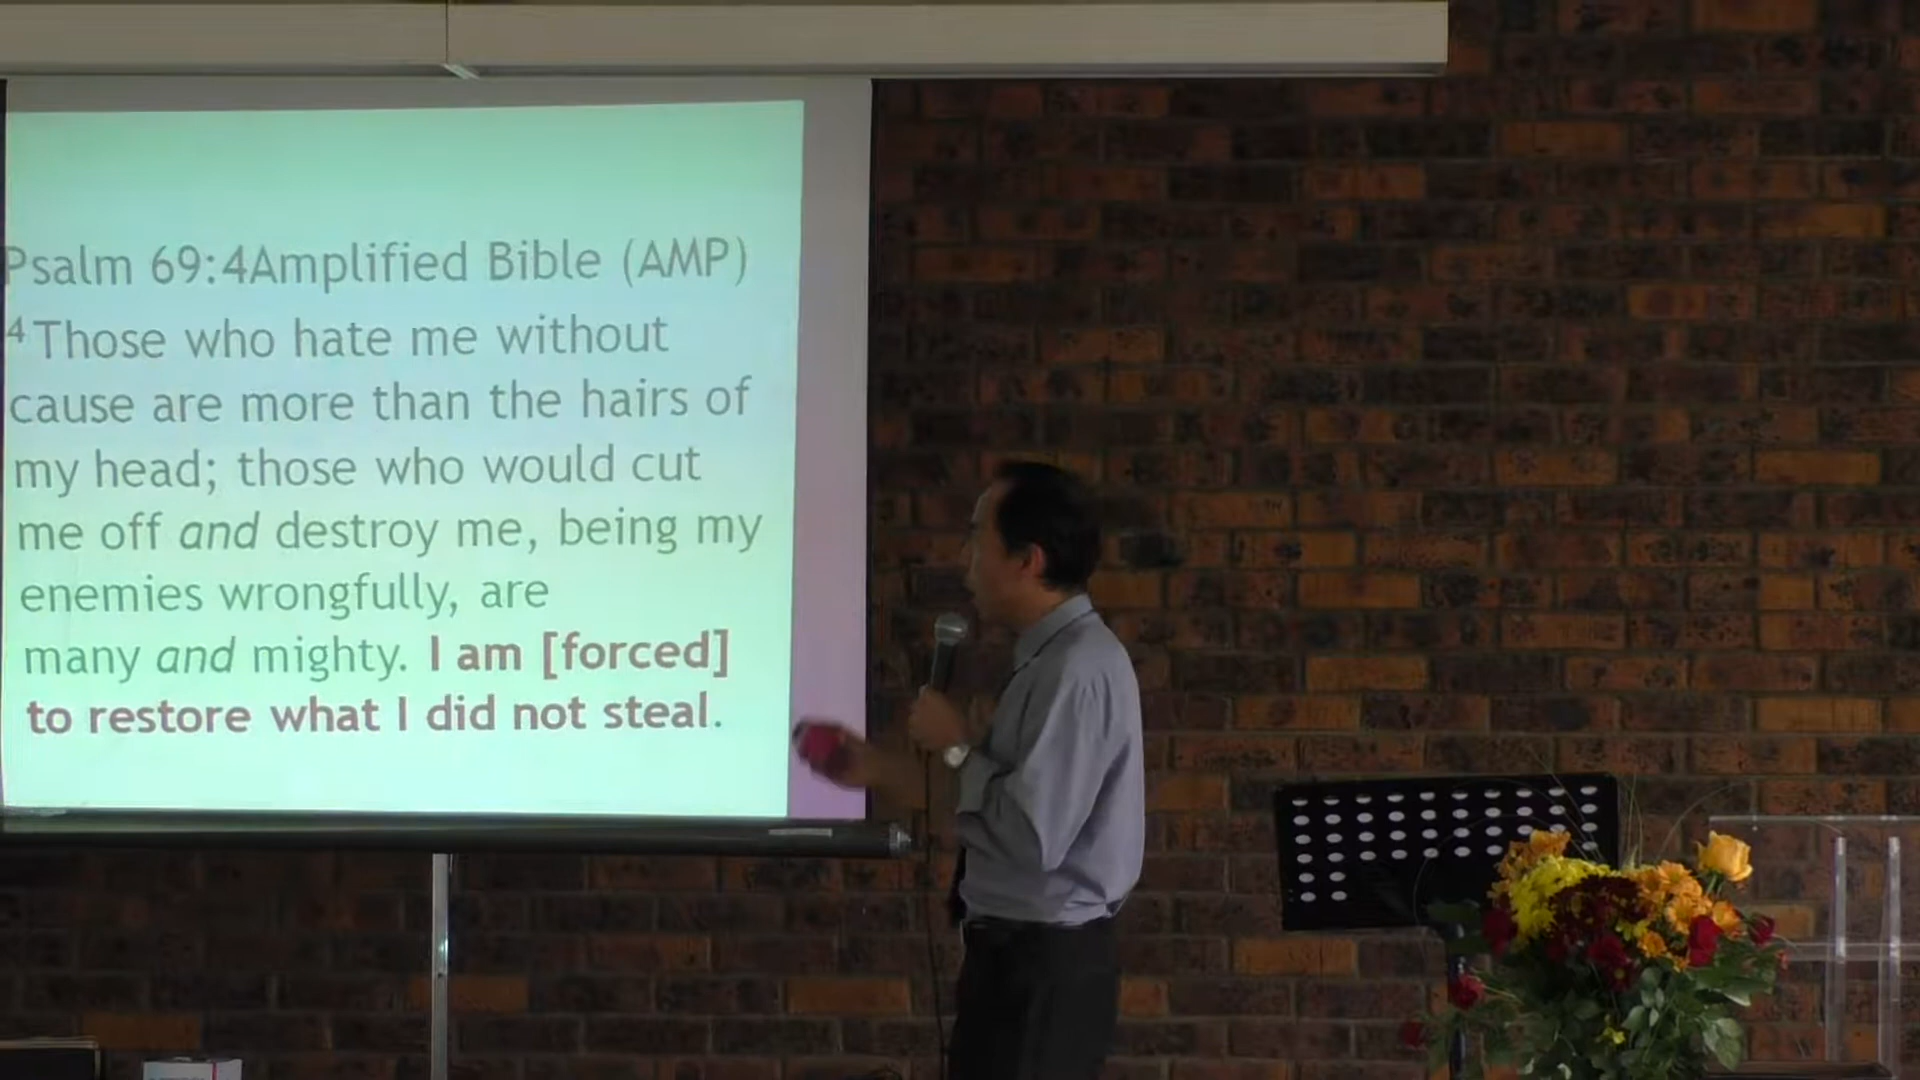 Psalm 69:4Amplified Bible (AMP)
4 Those who hate me without
cause are more than the hairs of
my head; those who would cut
me off and destroy me, being my
enemies wrongfully, are
many and mighty. I am [forced]
to restore what I did not steal.